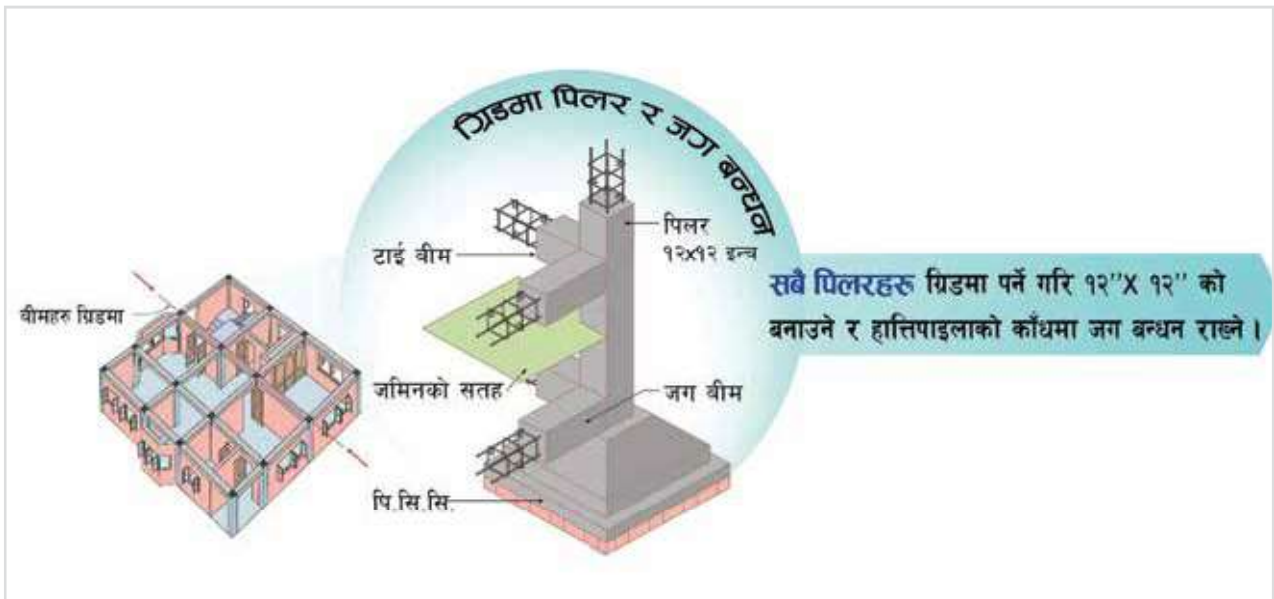 ग्रिडमा पिलर र जग बन्धन
पिलर
१२x१२ इन्च
टाई बीम
बीमहरु ग्रिडमा
सबै पिलरहरु ग्रिडमा पर्ने गरि १२”X १२” को
बनाउने र हात्तिपाइलाको काँधमा जग बन्धन राख्ने ।
जमिनको सतह
जग बीम
पि.सि.सि.